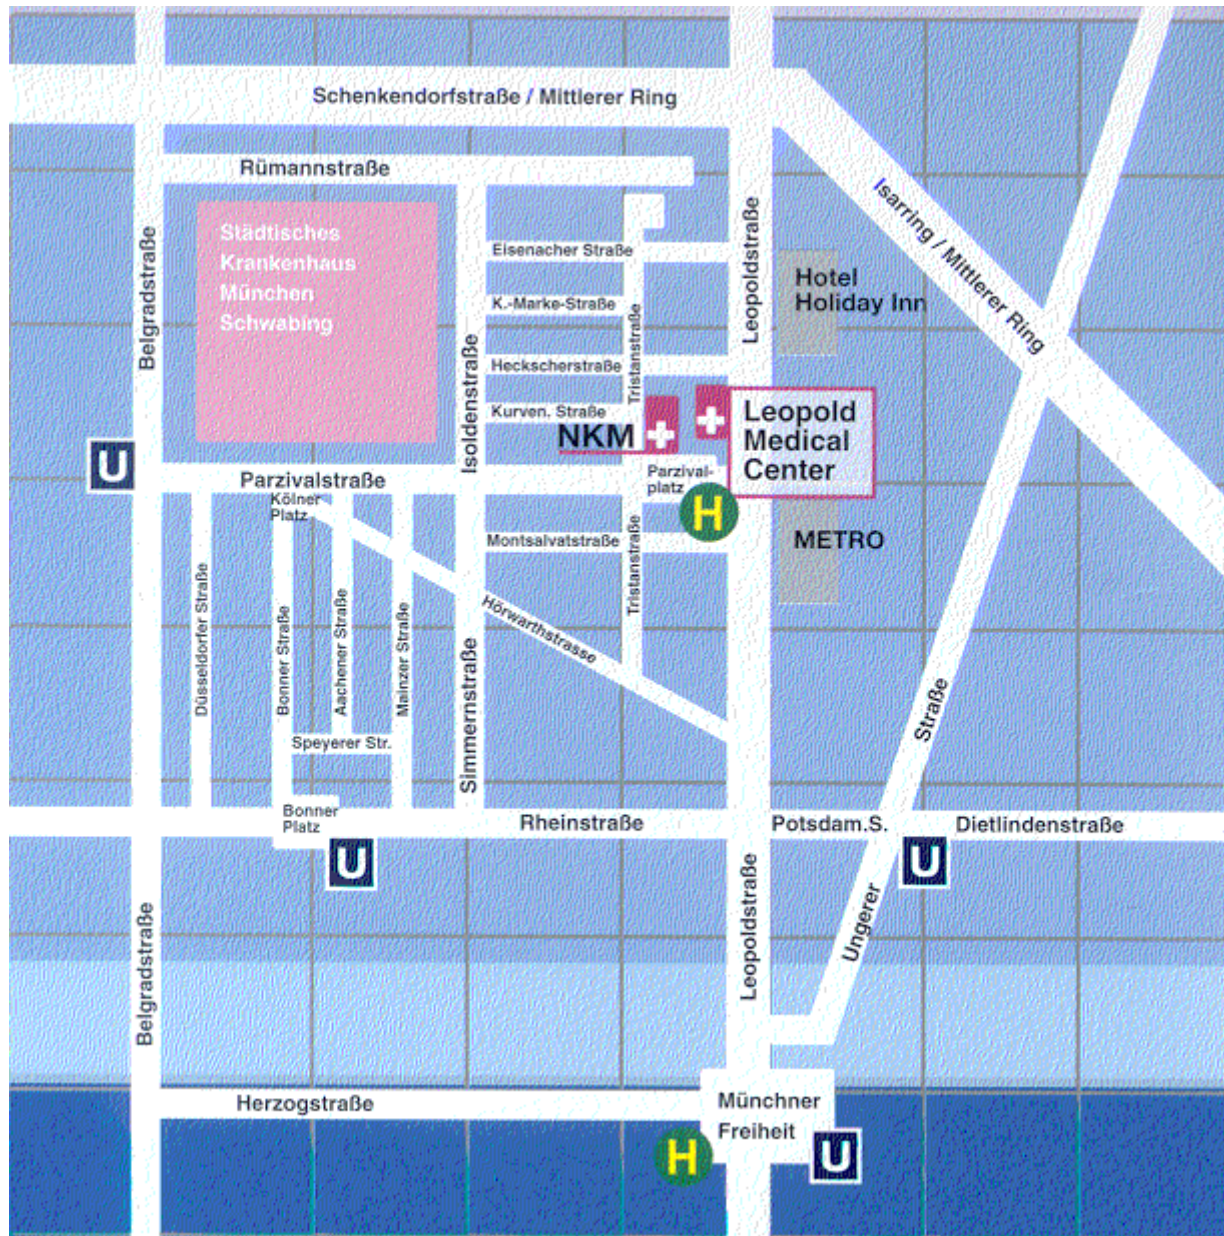 Schenkendorfstraße / Mittlerer Ring
Rümannstraße
Isarring / Mittlerer Ring
Belgradstraße
Städtisches
Krankenhaus
München
Schwabing
Isoldenstraße
Eisenacher Straße
K.-Marke-Straße
Heckscherstraße
Kurven. Straße
Tristanstraße
Leopoldstraße
Hotel
Holiday Inn
NKM
Leopold
Medical
Center
U
Parzivalstraße
Parzival-
platz
H
Kölner
Platz
Montsalvatstraße
Tristanstraße
METRO
Düsseldorfer Straße
Bonner Straße
Aachener Straße
Mainzer Straße
Simmernstraße
Hörwarthstrasse
Straße
Speyerer Str.
Bonner
Platz
Rheinstraße
Potsdam.S.
Dietlindenstraße
U
U
Belgradstraße
Leopoldstraße
Ungerer
Herzogstraße
Münchner
Freiheit
H
U